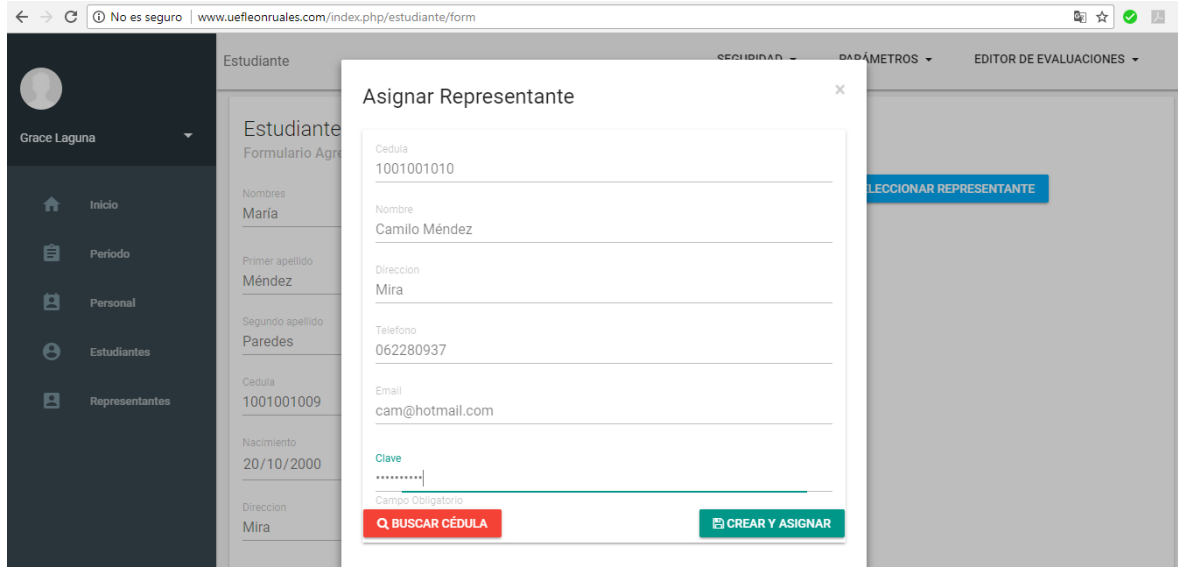 No es seguro | www.uefleonruales.com/index.php/estudiante/form
Estudiante
PARÁMETROS
EDITOR DE EVALUACIONES
Grace Laguna
Inicio
Periodo
Personal
Estudiantes
Representantes
Estudiante
Formulario Agre
Nombres
María
Primer apellido
Méndez
Segundo apellido
Paredes
Cedula
1001001009
Nacimiento
20/10/2000
Direccion
Mira
Asignar Representante
×
Cedula
1001001010
Nombre
Camilo Méndez
Direccion
Mira
Telefono
062280937
Email
cam@hotmail.com
Clave
••••••••••
Campo Obligatorio
BUSCAR CÉDULA
CREAR Y ASIGNAR
ELECCIONAR REPRESENTANTE